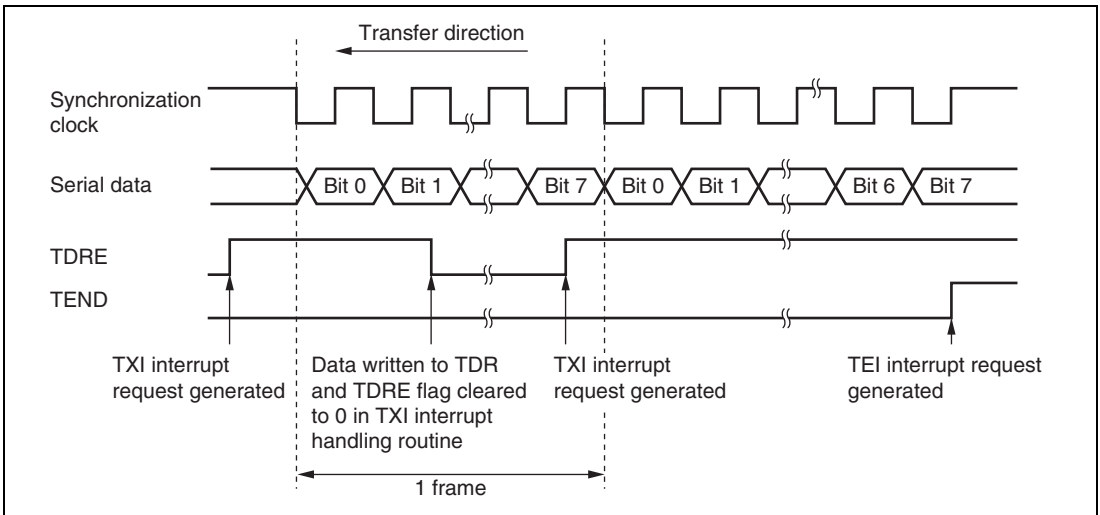 Transfer direction
Synchronization
clock
Serial data
Bit 0
Bit 1
Bit 7
Bit 0
Bit 1
Bit 6
Bit 7
TDRE
TEND
TXI interrupt
request generated
Data written to TDR
and TDRE flag cleared
to 0 in TXI interrupt
handling routine
TXI interrupt
request generated
TEI interrupt request
generated
1 frame